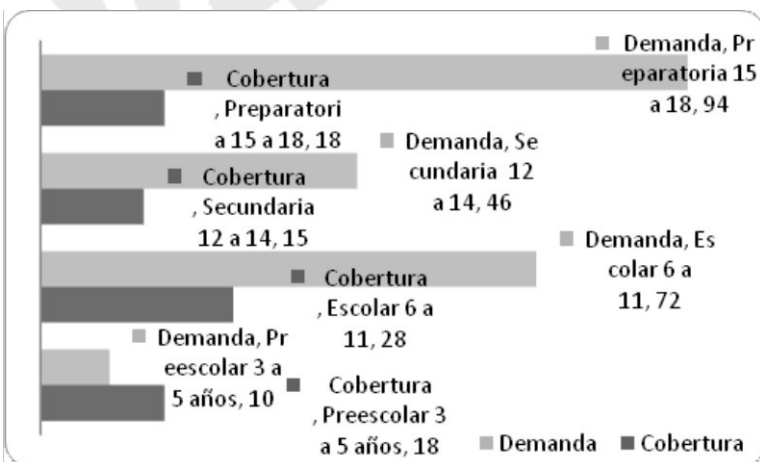 Demanda, Pr
eparatoria 15
a 18, 94
Cobertura
, Preparatori
a 15 a 18, 18
Demanda, Se
cundaria 12
a 14, 46
Cobertura
, Secundaria
12 a 14, 15
Demanda, Es
colar 6 a
11, 72
Cobertura
, Escolar 6 a
11, 28
Demanda, Pr
eescolar 3 a
5 años, 10
Cobertura
, Preescolar 3
a 5 años, 18
Demanda Cobertura